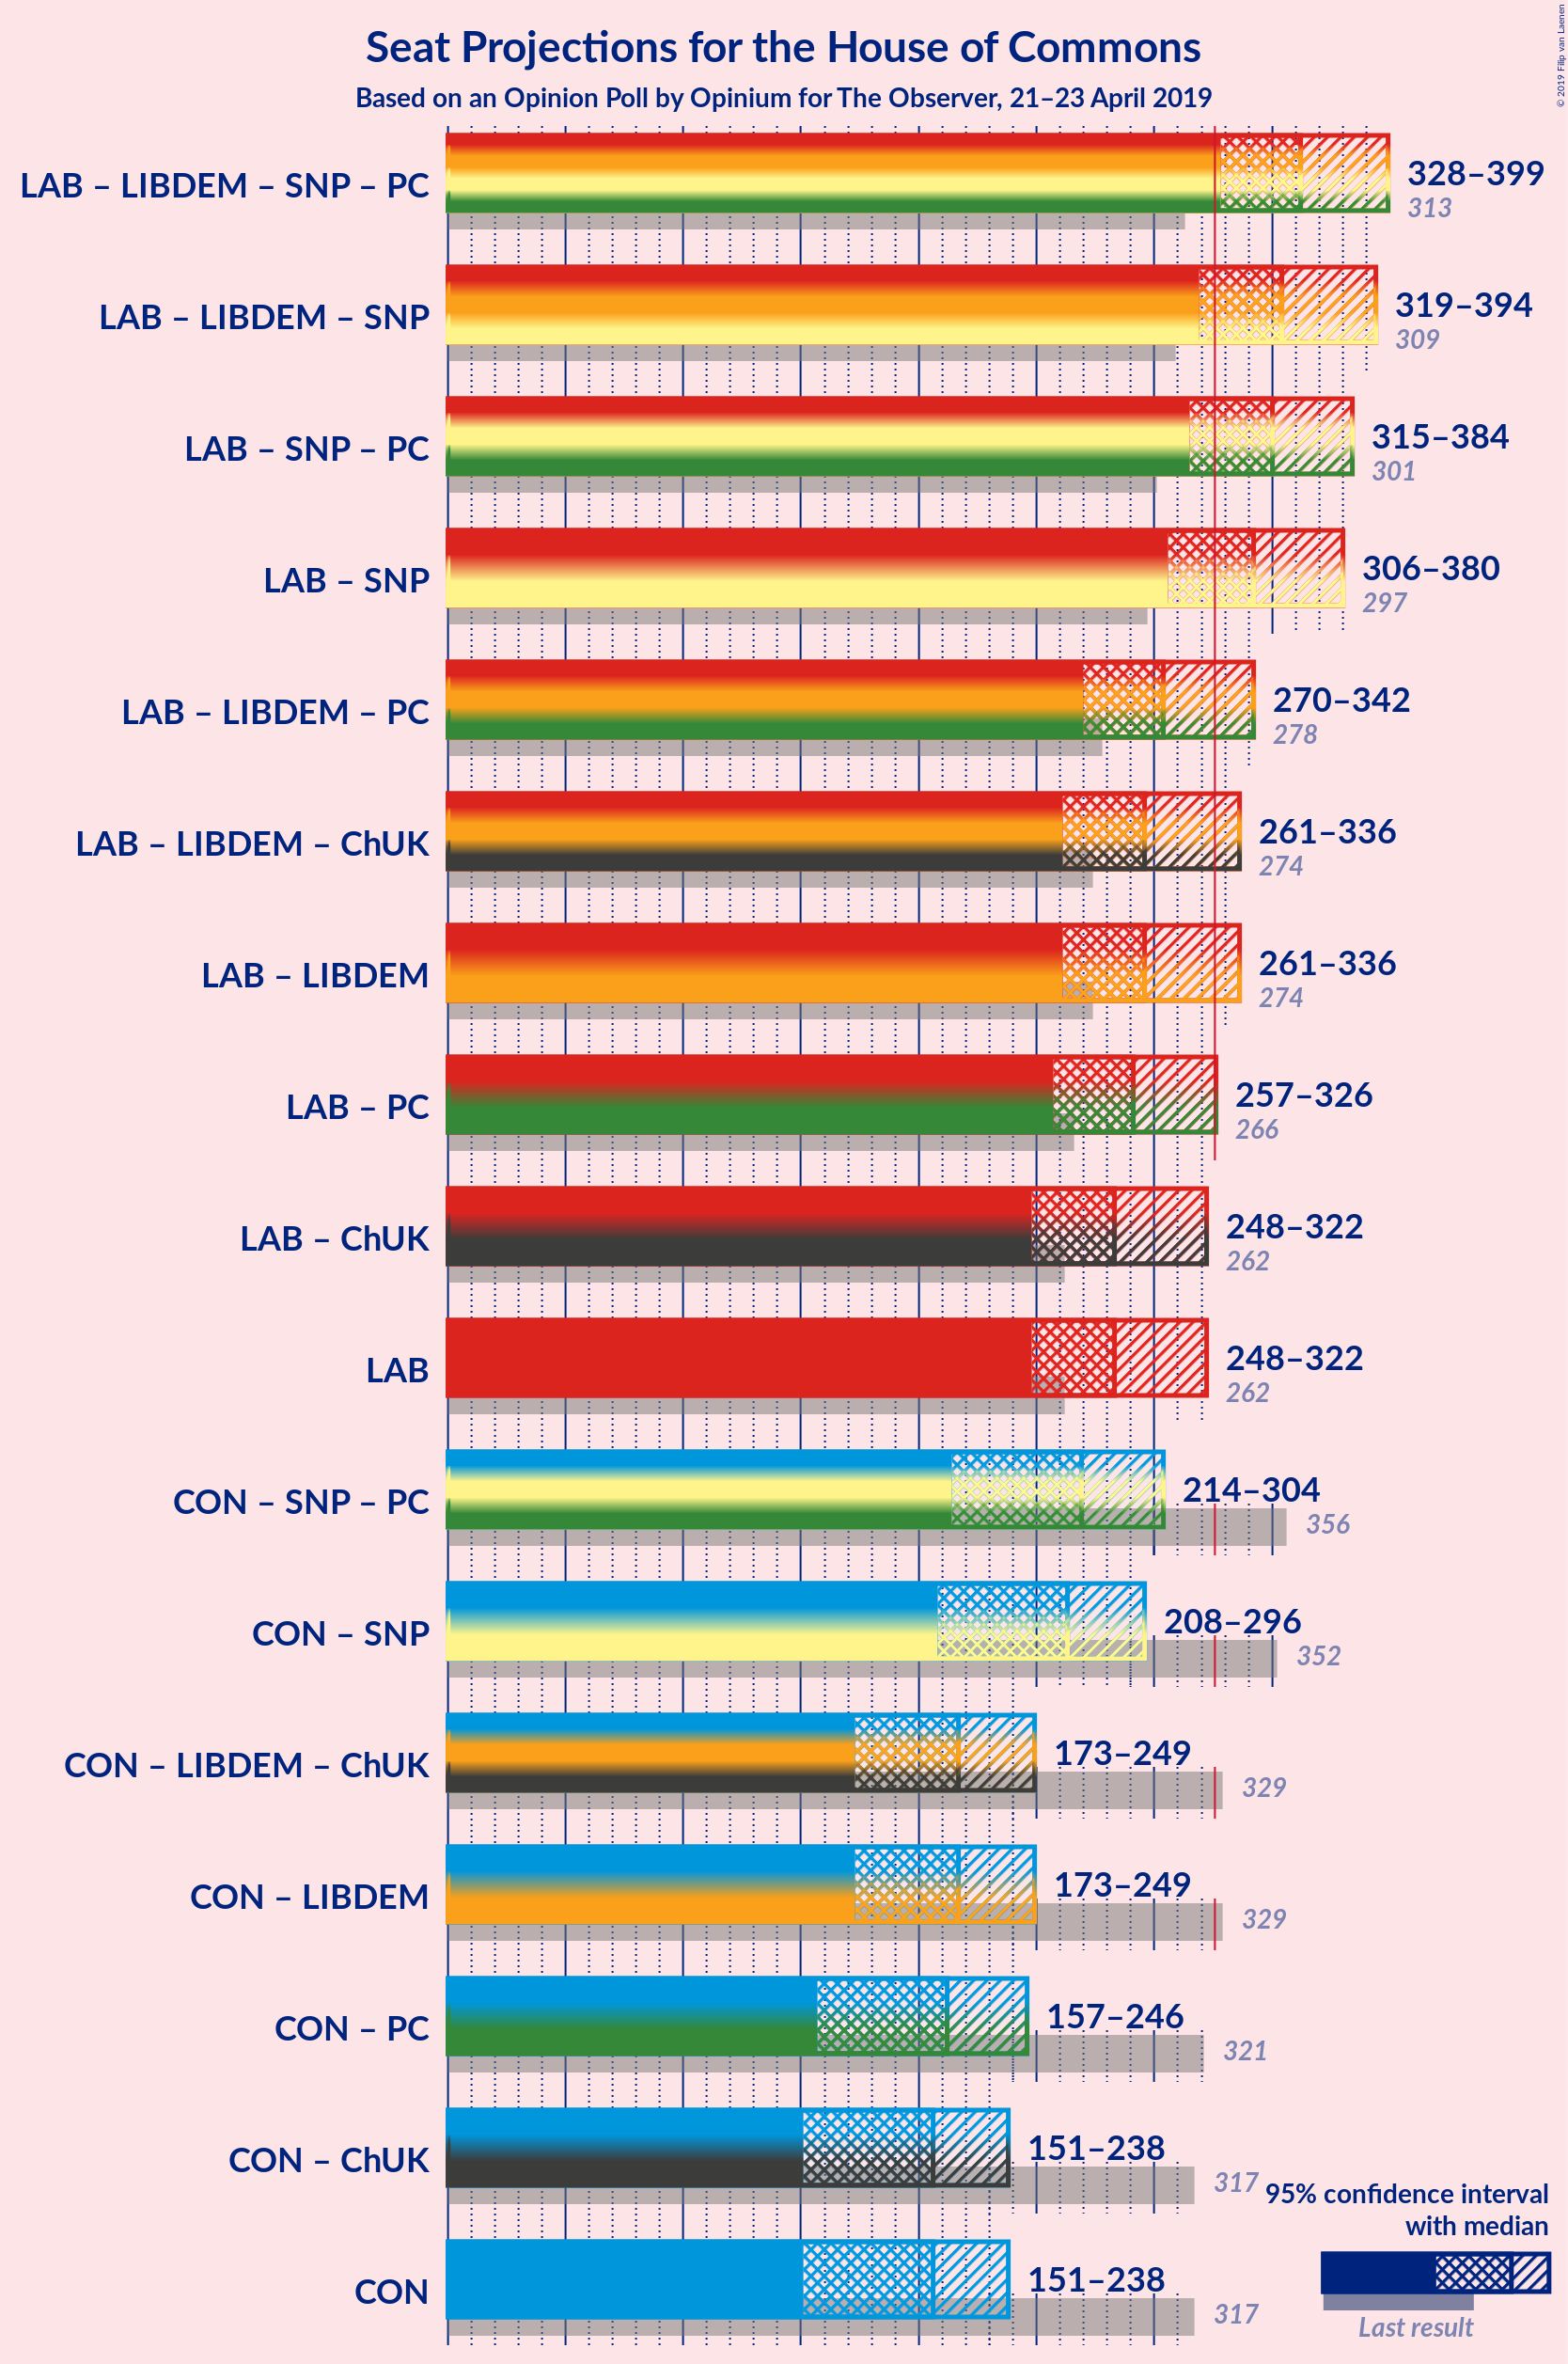 Seat Projections for the House of Commons
Based on an Opinion Poll by Opinium for The Observer, 21–23 April 2019
© 2019 Filip van Laenen
LAB – LIBDEM – SNP – PC
328–399
313
LAB – LIBDEM – SNP
319–394
309
LAB – SNP – PC
315–384
301
LAB – SNP
306–380
297
LAB – LIBDEM – PC
270–342
278
LAB – LIBDEM – ChUK
261–336
274
LAB – LIBDEM
261–336
274
LAB – PC
257–326
266
LAB – ChUK
248–322
262
LAB
248–322
262
CON – SNP – PC
214–304
356
CON – SNP
208–296
352
CON – LIBDEM – ChUK
173–249
329
CON – LIBDEM
173–249
329
CON – PC
157–246
321
CON – ChUK
151–238
317
CON
151–238
317
95% confidence interval
with median
Last result